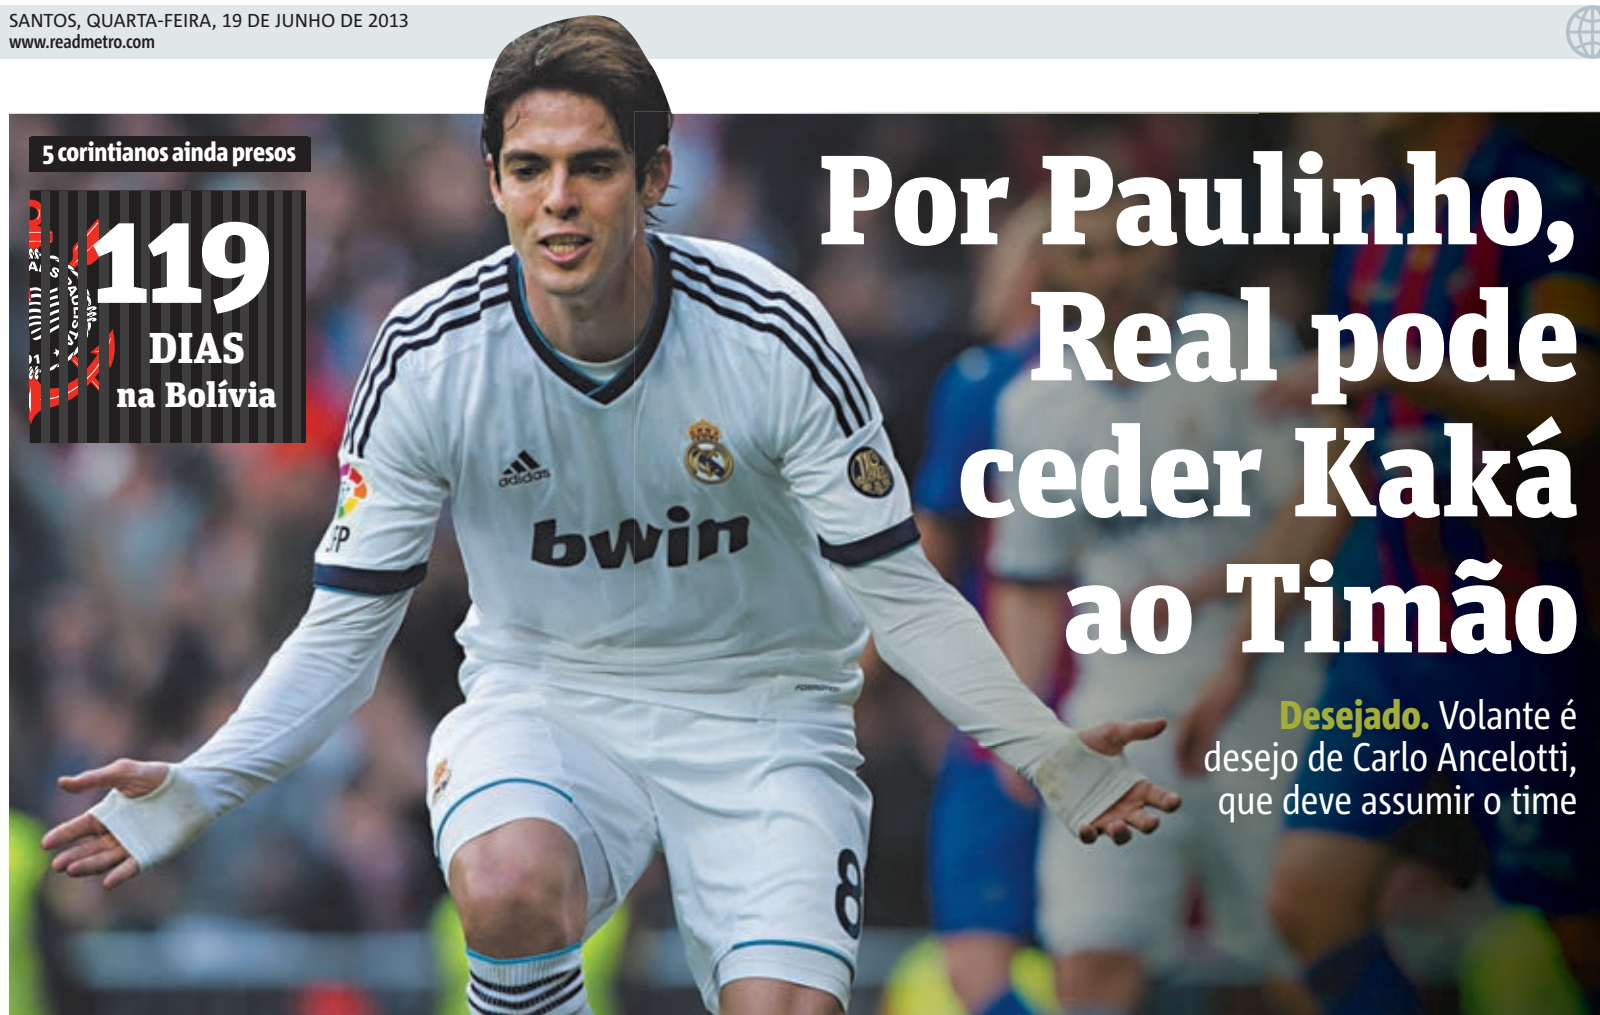 SANTOS, QUARTA-FEIRA, 19 DE JUNHO DE 2013
www.readmetro.com
5 corintianos ainda presos
119
DIAS
na Bolívia
Por Paulinho,
Real pode
ceder Kaká
ao Timão
Desejado. Volante é
desejo de Carlo Ancelotti,
que deve assumir o time
adidas
bwin
8